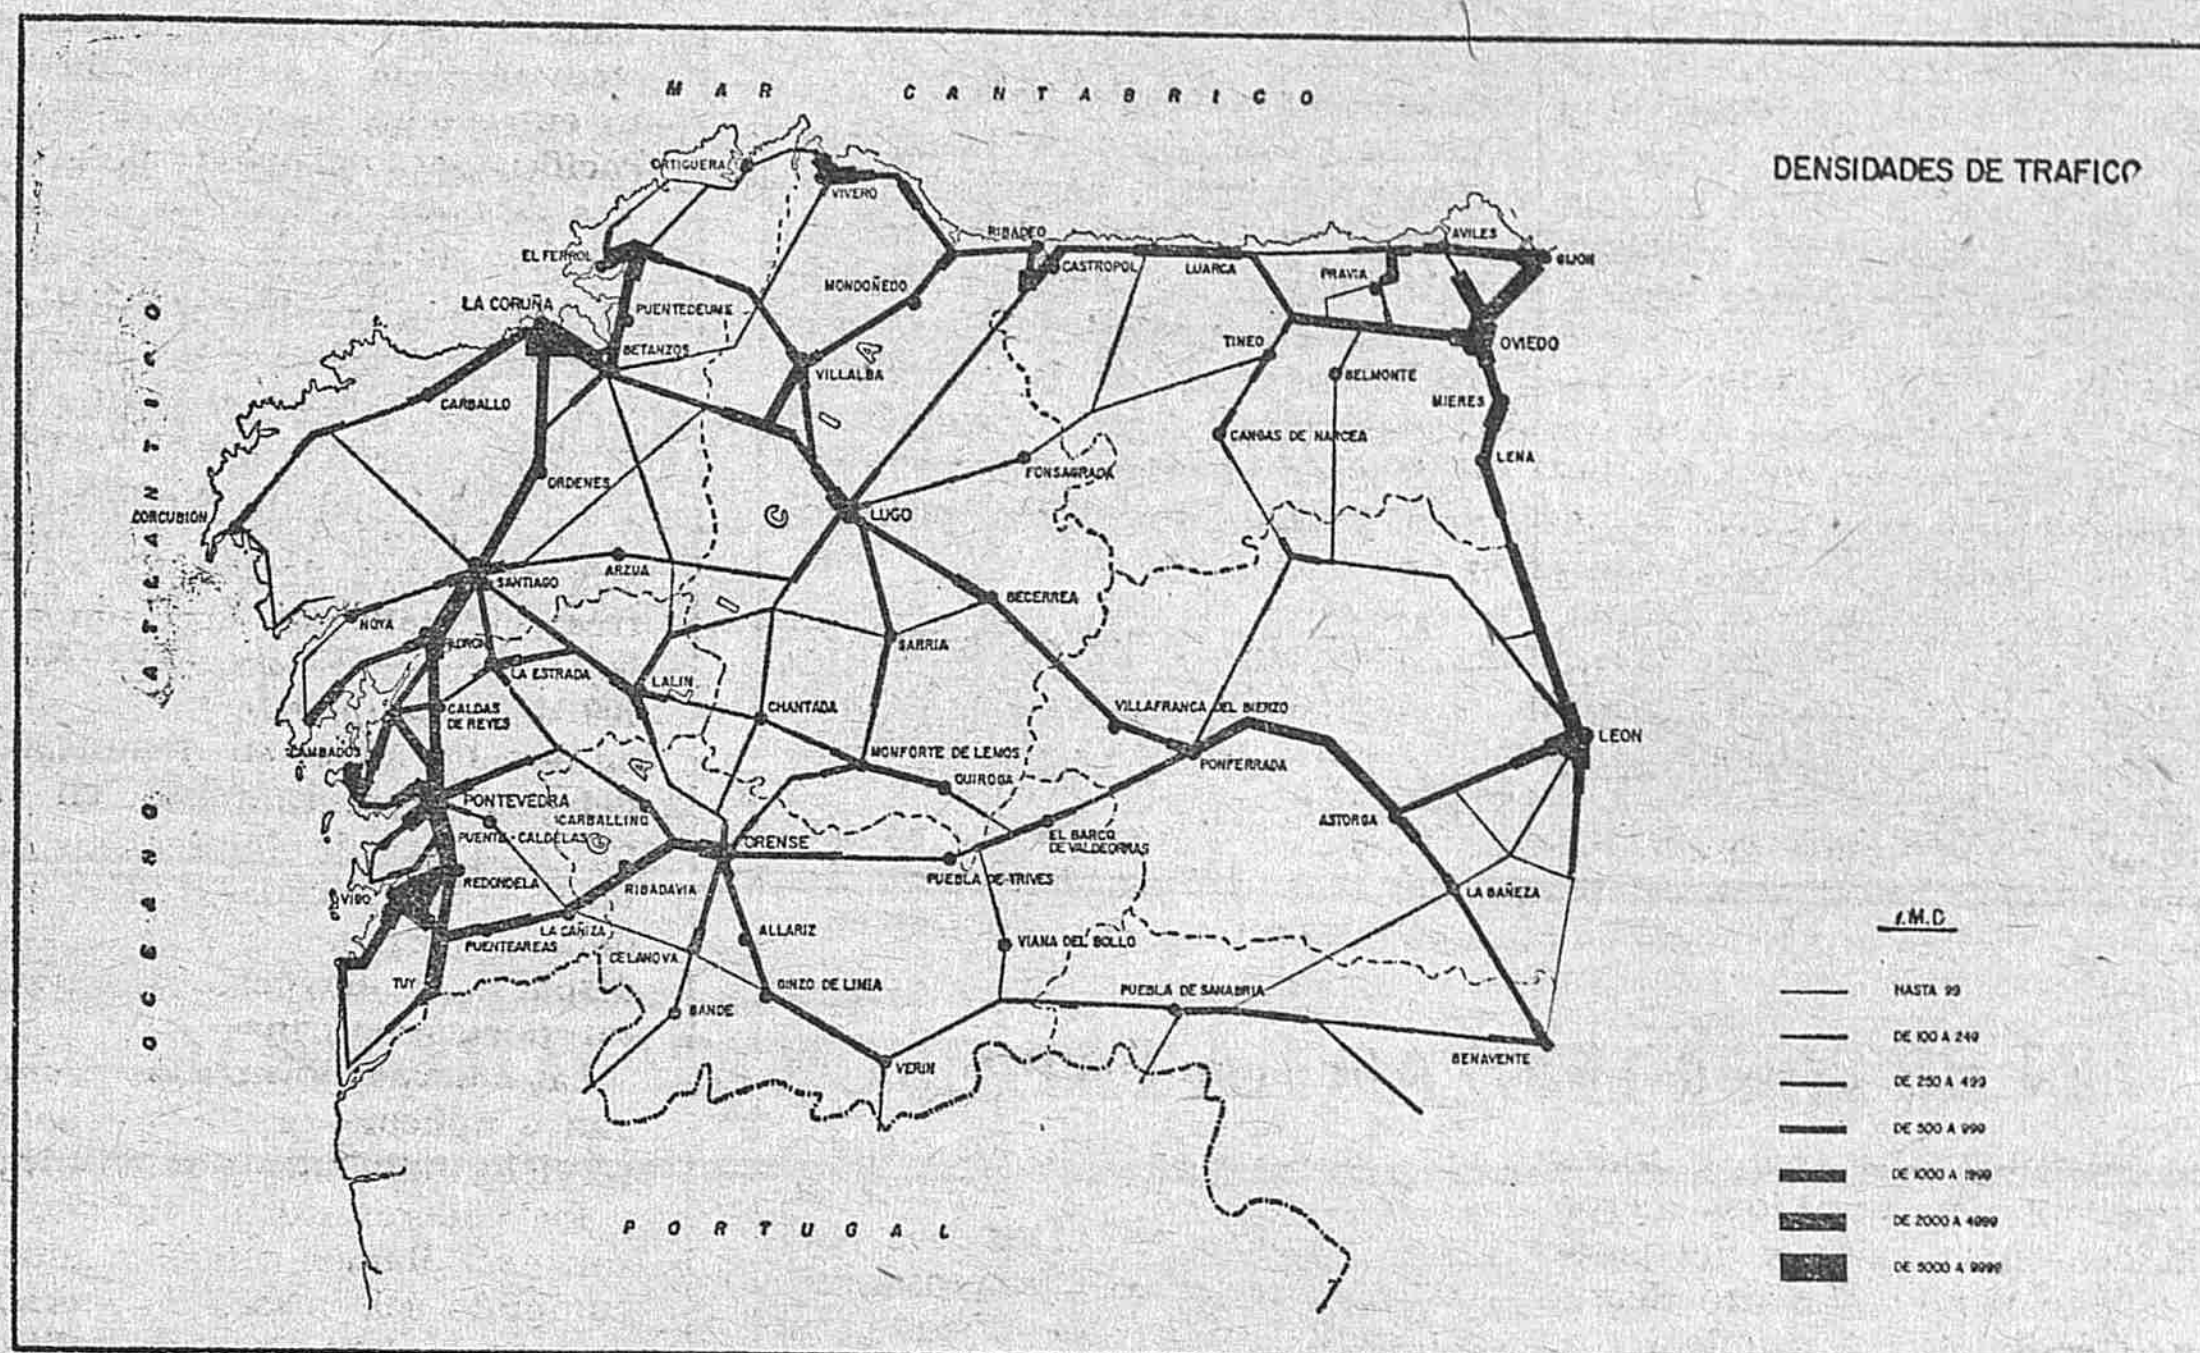 MAR CANTABRICO
DENSIDADES DE TRAFICO
OCEANO ATLANTICO
GALICIA
PORTUGAL
ORTIGUERA
VIVERO
RIBADEO
CASTROPOL
LUARCA
PRAVIA
AVILES
GIJON
EL FERROL
MONDOÑEDO
LA CORUÑA
PUENTEDEUME
BETANZOS
VILLALBA
TINEO
OVIEDO
BELMONTE
CARBALLO
MIERES
CANGAS DE NARCEA
LENA
FONSAGRADA
ORDENES
CORCUBION
LUGO
ARZUA
SANTIAGO
BECERREA
NOYA
SARRIA
LA ESTRADA
LALIN
CALDAS
DE REYES
CHANTADA
VILLAFRANCA DEL BIERZO
LEON
CAMBADOS
MONFORTE DE LEMOS
PONFERRADA
QUIROGA
PONTEVEDRA
CARBALLINO
ASTORGA
PUENTE-CALDELAS
ORENSE
EL BARCO
DE VALDEORRAS
REDONDELA
RIBADAVIA
PUEBLA DE TRIVES
LA BAÑEZA
VIGO
LA CAÑIZA
ALLARIZ
PUENTEAREAS
CELANOVA
VIANA DEL BOLLO
TUY
GINZO DE LIMIA
PUEBLA DE SANABRIA
BANDE
VERIN
BENAVENTE
I.M.D.
HASTA 99
DE 100 A 249
DE 250 A 499
DE 500 A 999
DE 1000 A 1999
DE 2000 A 4999
DE 5000 A 9999